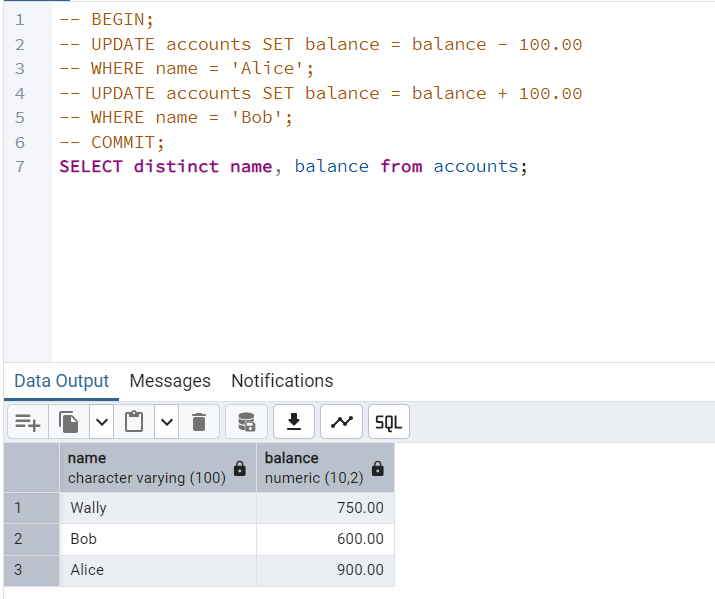 1 -- BEGIN;
2 -- UPDATE accounts SET balance = balance - 100.00
3 -- WHERE name = 'Alice';
4 -- UPDATE accounts SET balance = balance + 100.00
5 -- WHERE name = 'Bob';
6 -- COMMIT;
7 SELECT distinct name, balance from accounts;
Data Output Messages Notifications
SQL
name balance
character varying (100) numeric (10,2)
1 Wally 750.00
2 Bob 600.00
3 Alice 900.00